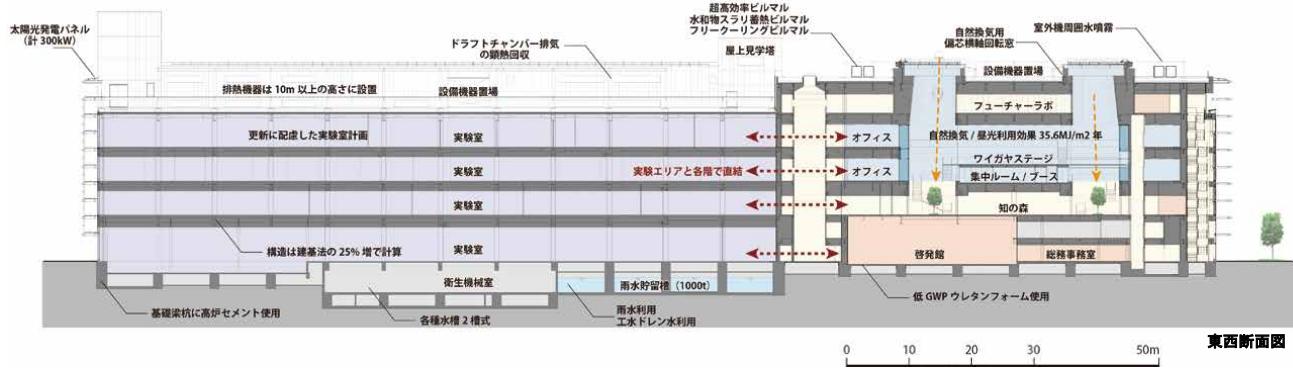 太陽光発電パネル
(計 300kW)
ドラフトチャンバー排気
の顕熱回収
超高効率ビルマル
水和物スラリ蓄熱ビルマル
フリークーリングビルマル
屋上見学塔
自然換気用
偏芯横軸回転窓
室外機周囲水噴霧
排熱機器は 10m 以上の高さに設置
設備機器置場
設備機器置場
フューチャーラボ
更新に配慮した実験室計画
実験室
オフィス
自然換気 / 昼光利用効果 35.6MJ/m2 年
ワイガヤステージ
実験室
実験エリアと各階で直結
オフィス
集中ルーム / ブース
実験室
知の森
構造は建基法の 25% 増で計算
実験室
啓発館
総務事務室
衛生機械室
雨水貯留槽 (1000t)
低 GWP ウレタンフォーム使用
基礎梁杭に高炉セメント使用
各種水槽 2 槽式
雨水利用
工水ドレン水利用
東西断面図
0 10 20 30 50m